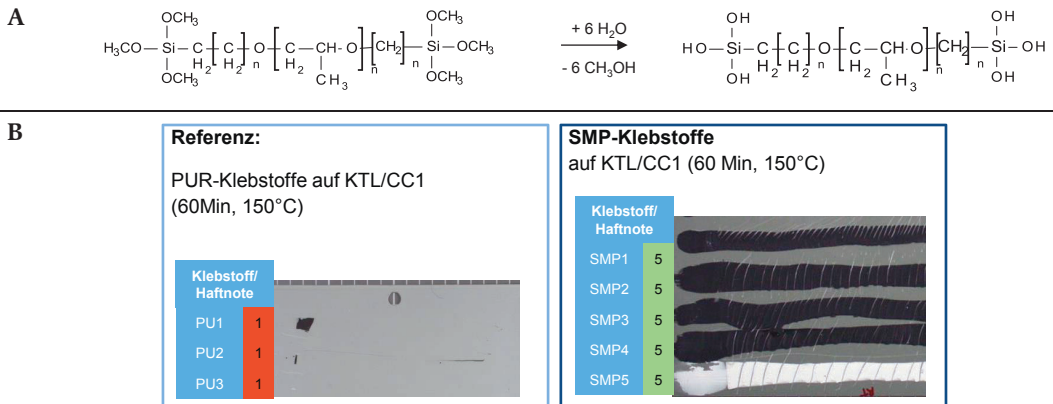 A
OCH3 OCH3 + 6 H2O OH OH
H3CO—Si—C[C]n O[C—CH—O]n[CH2]n—Si—OCH3 HO—Si—C[C]n O[C—CH—O]n[CH2]n—Si—OH
OCH3 H2 H2 H2 CH3 OCH3 - 6 CH3OH OH H2 H2 H2 CH3 OH
B
Referenz:
PUR-Klebstoffe auf KTL/CC1
(60Min, 150°C)
Klebstoff/
Haftnote
PU1 1
PU2 1
PU3 1
SMP-Klebstoffe
auf KTL/CC1 (60 Min, 150°C)
Klebstoff/
Haftnote
SMP1 5
SMP2 5
SMP3 5
SMP4 5
SMP5 5